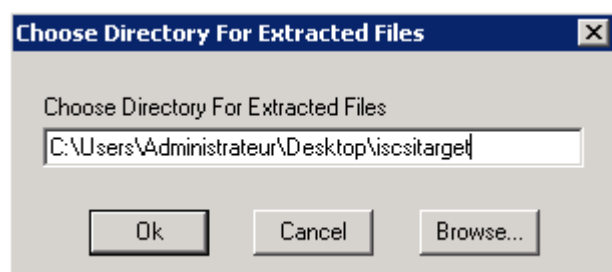 Choose Directory For Extracted Files
Choose Directory For Extracted Files
C:\Users\Administrateur\Desktop\iscsitarget
Ok Cancel Browse...